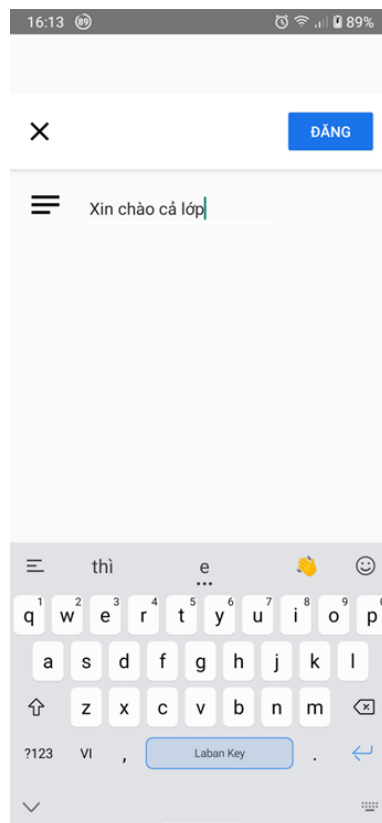 16:13 89 89%
ĐĂNG
Xin chào cả lớp
thì e
1 2 3 4 5 6 7 8 9
q w e r t y u i o p
a s d f g h j k l
z x c v b n m
?123 VI , Laban Key .